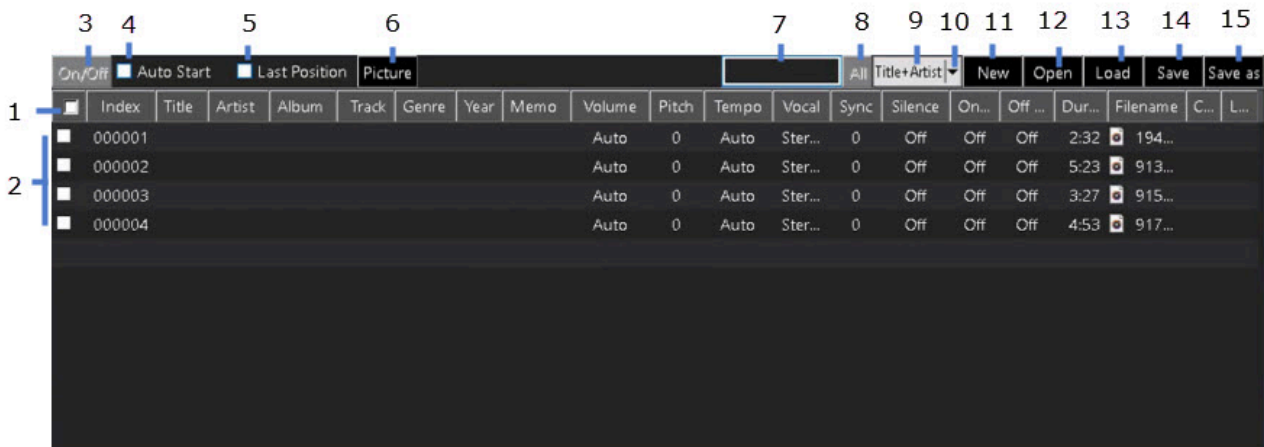 3 4 5 6 7 8 9 10 11 12 13 14 15
On/Off Auto Start Last Position Picture All Title+Artist New Open Load Save Save as
1 Index Title Artist Album Track Genre Year Memo Volume Pitch Tempo Vocal Sync Silence On... Off ... Dur... Filename C... L...
000001 Auto 0 Auto Ster... 0 Off Off Off 2:32 194...
2 000002 Auto 0 Auto Ster... 0 Off Off Off 5:23 913...
000003 Auto 0 Auto Ster... 0 Off Off Off 3:27 915...
000004 Auto 0 Auto Ster... 0 Off Off Off 4:53 917...